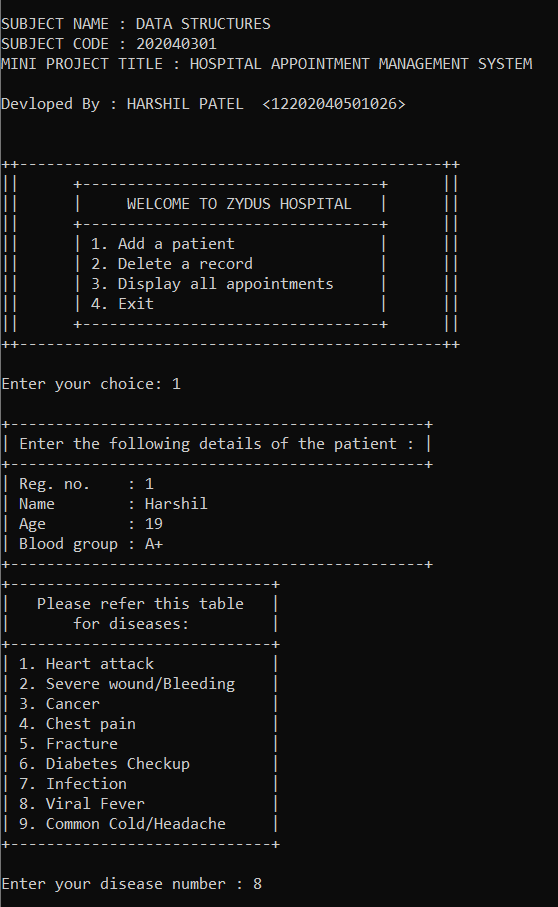 SUBJECT NAME : DATA STRUCTURES
SUBJECT CODE : 202040301
MINI PROJECT TITLE : HOSPITAL APPOINTMENT MANAGEMENT SYSTEM
Devloped By : HARSHIL PATEL <12202040501026>
WELCOME TO ZYDUS HOSPITAL
1. Add a patient
2. Delete a record
3. Display all appointments
4. Exit
Enter your choice: 1
Enter the following details of the patient :
Reg. no. : 1
Name : Harshil
Age : 19
Blood group : A+
Please refer this table
for diseases:
1. Heart attack
2. Severe wound/Bleeding
3. Cancer
4. Chest pain
5. Fracture
6. Diabetes Checkup
7. Infection
8. Viral Fever
9. Common Cold/Headache
Enter your disease number : 8